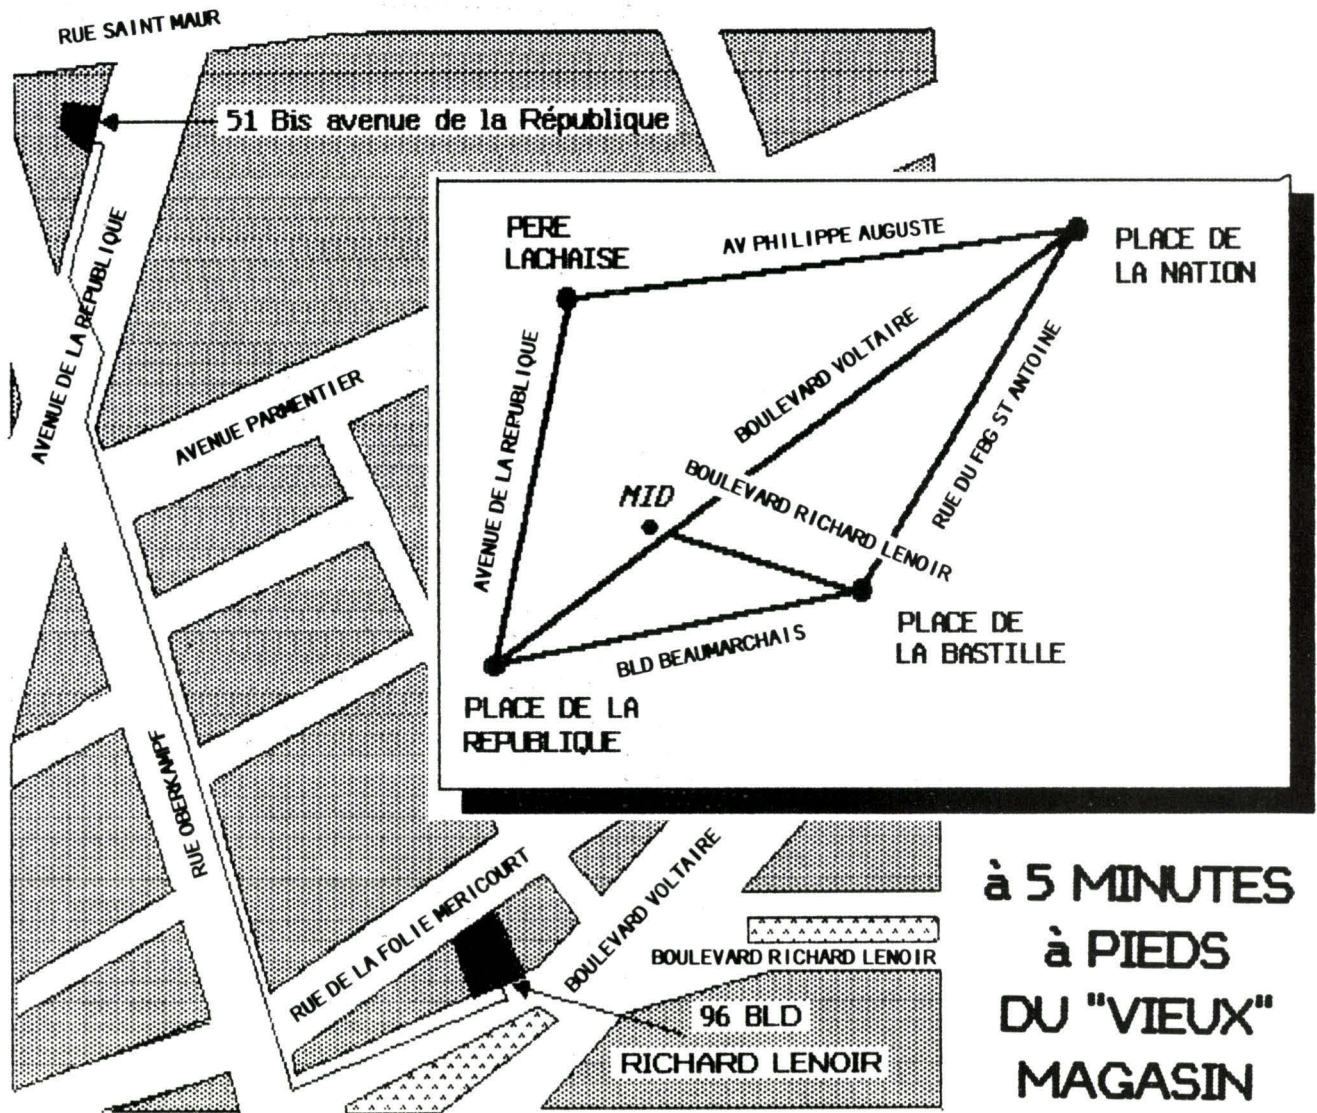 RUE SAINT MAUR
51 Bis avenue de la République
AVENUE DE LA REPUBLIQUE
AVENUE PARMENTIER
PERE
LACHAISE
AV PHILIPPE AUGUSTE
PLACE DE
LA NATION
AVENUE DE LA REPUBLIQUE
BOULEVARD VOLTAIRE
RUE DU FBG ST ANTOINE
MID
BOULEVARD RICHARD LENOIR
BLD BEAUMARCHAIS
PLACE DE
LA BASTILLE
PLACE DE LA
REPUBLIQUE
RUE OBERKAMPF
RUE DE LA FOLIE MERICOURT
BOULEVARD VOLTAIRE
BOULEVARD RICHARD LENOIR
96 BLD
RICHARD LENOIR
à 5 MINUTES
à PIEDS
DU "VIEUX"
MAGASIN